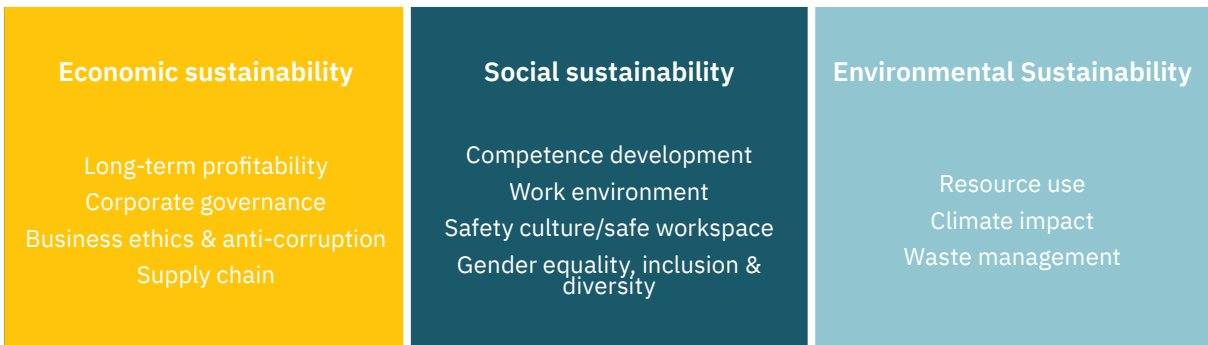 Economic sustainability
Long-term profitability
Corporate governance
Business ethics & anti-corruption
Supply chain
Social sustainability
Competence development
Work environment
Safety culture/safe workspace
Gender equality, inclusion &
diversity
Environmental Sustainability
Resource use
Climate impact
Waste management